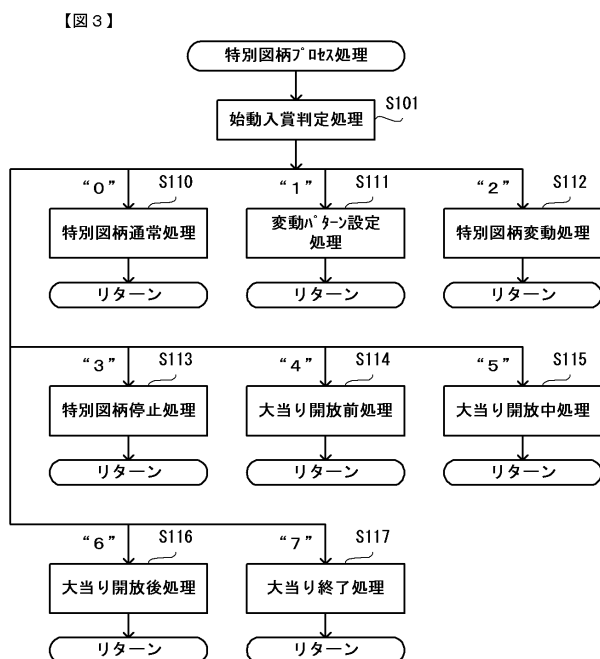 【図３】
特別図柄ﾌﾟﾛｾｽ処理
S101
始動入賞判定処理
“0” S110 “1” S111 “2” S112
特別図柄通常処理
変動ﾊﾟﾀｰﾝ設定
処理
特別図柄変動処理
リターン リターン リターン
“3” S113 “4” S114 “5” S115
特別図柄停止処理 大当り開放前処理 大当り開放中処理
リターン リターン リターン
“6” S116 “7” S117
大当り開放後処理 大当り終了処理
リターン リターン